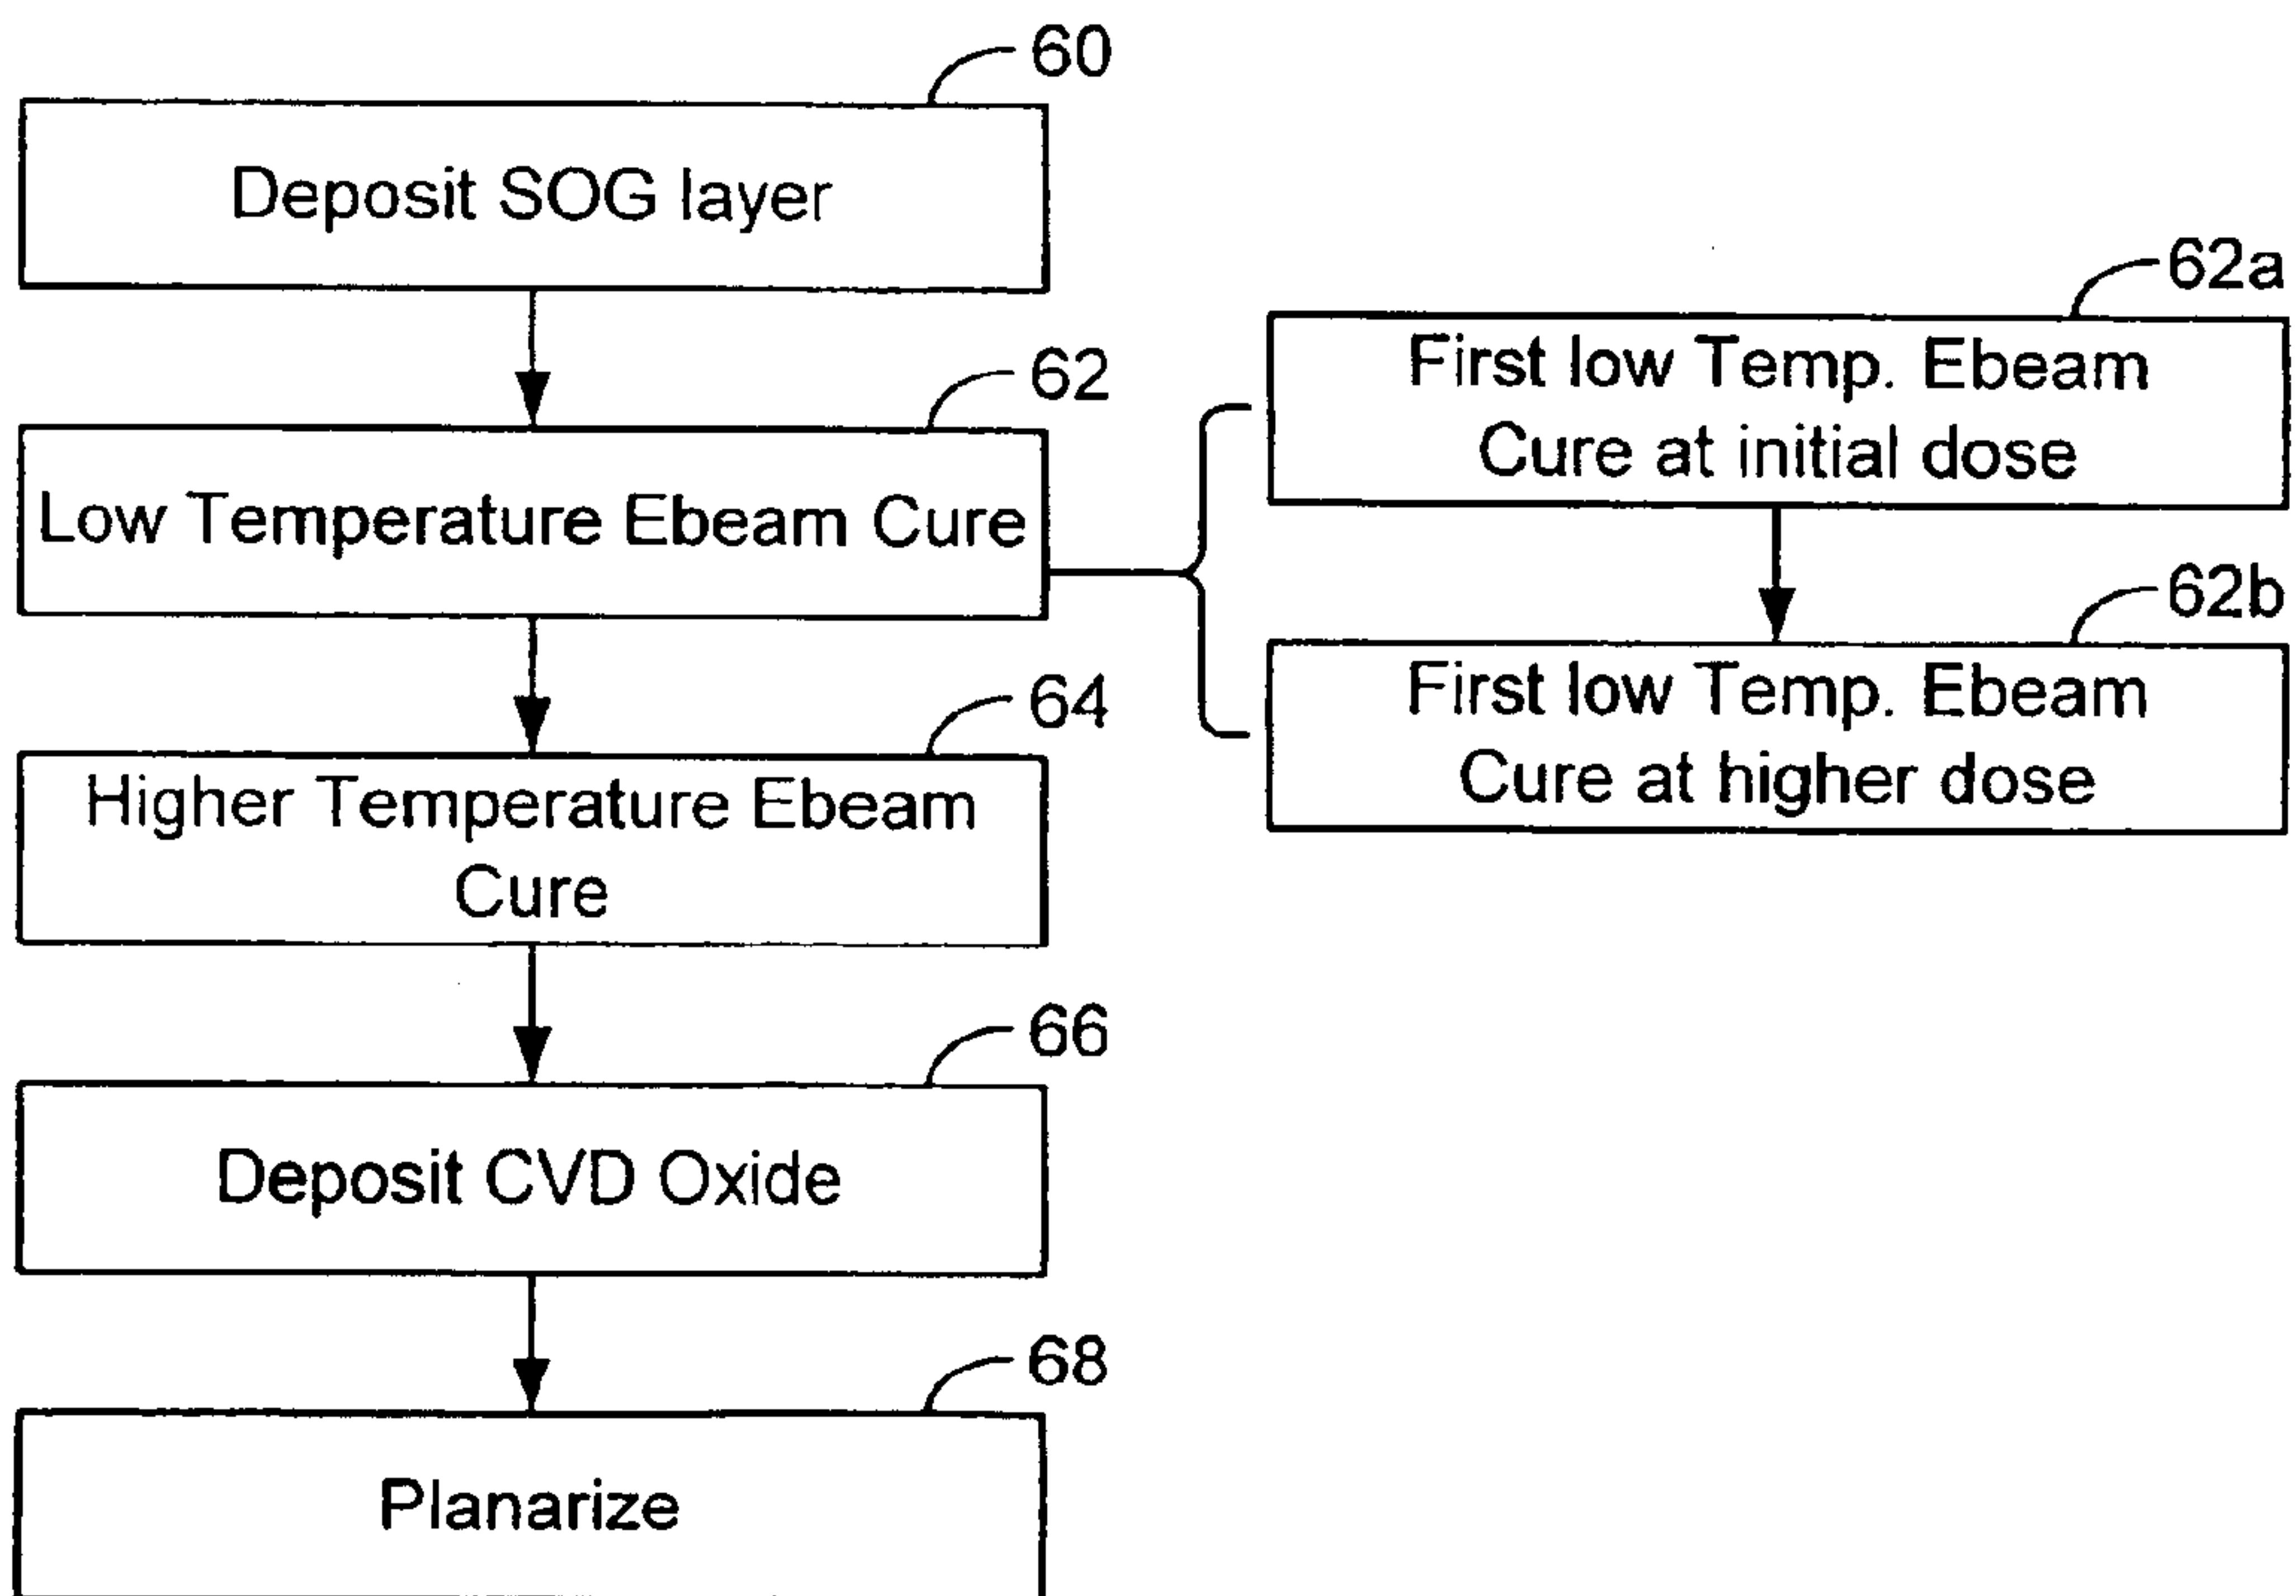 60
Deposit SOG layer
62
Low Temperature Ebeam Cure
62a
First low Temp. Ebeam
Cure at initial dose
62b
First low Temp. Ebeam
Cure at higher dose
64
Higher Temperature Ebeam
Cure
66
Deposit CVD Oxide
68
Planarize